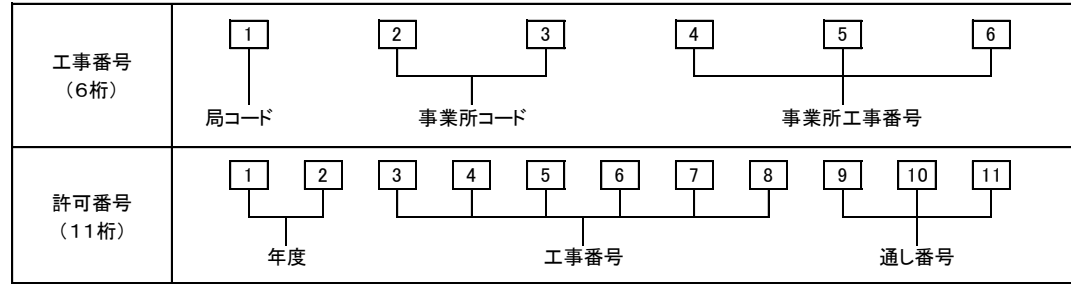 工事番号
（6桁）
1 2 3 4 5 6
局コード 事業所コード 事業所工事番号
許可番号
（11桁）
1 2 3 4 5 6 7 8 9 10 11
年度 工事番号 通し番号